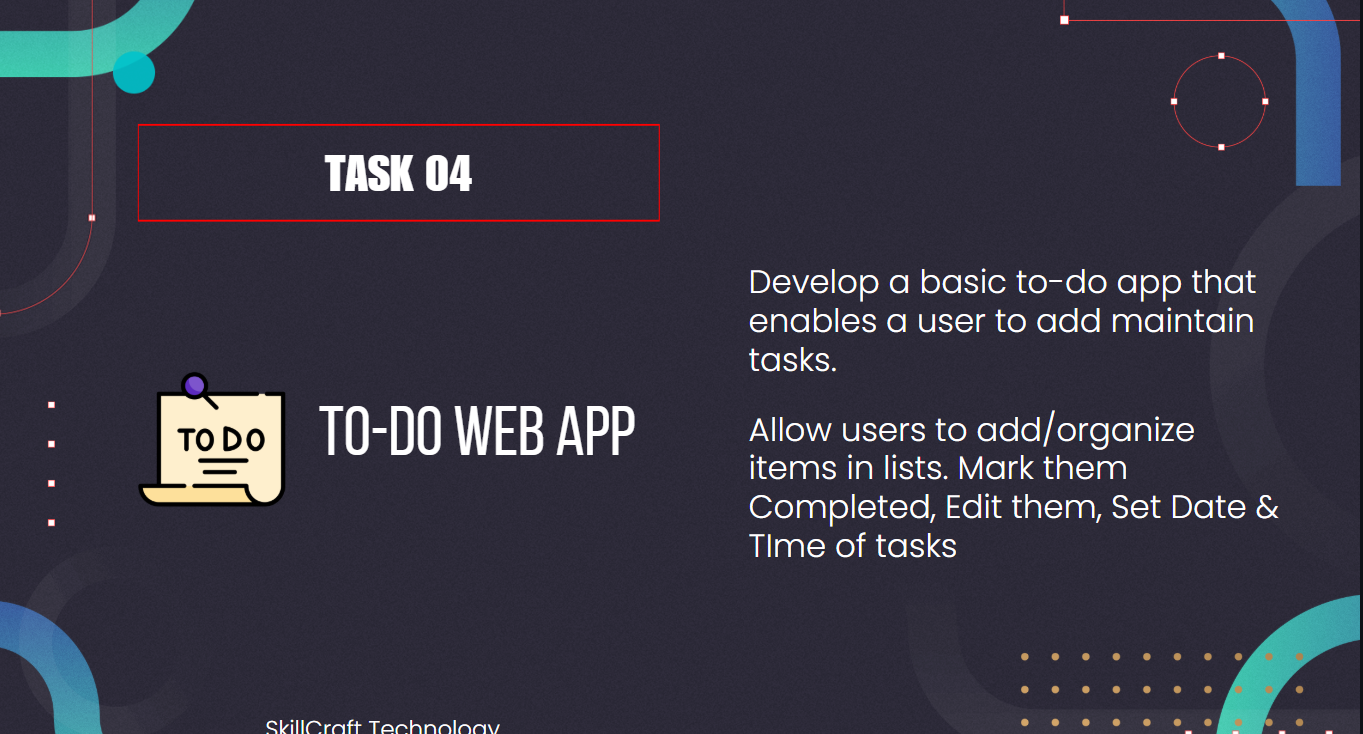 TASK 04
TO DO
TO-DO WEB APP
Develop a basic to-do app that
enables a user to add maintain
tasks.
Allow users to add/organize
items in lists. Mark them
Completed, Edit them, Set Date &
TIme of tasks
SkillCraft Technology